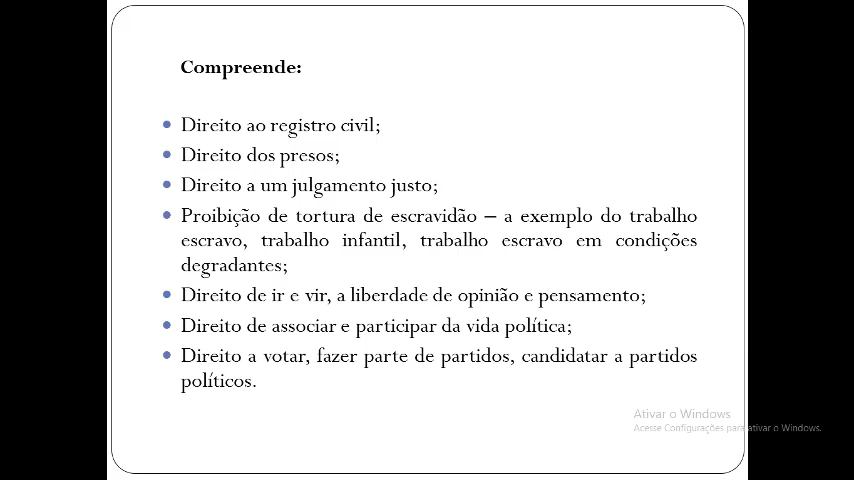 Compreende:
• Direito ao registro civil;
• Direito dos presos;
• Direito a um julgamento justo;
• Proibição de tortura de escravidão – a exemplo do trabalho
escravo, trabalho infantil, trabalho escravo em condições
degradantes;
• Direito de ir e vir, a liberdade de opinião e pensamento;
• Direito de associar e participar da vida política;
• Direito a votar, fazer parte de partidos, candidatar a partidos
políticos.
Ativar o Windows
Acesse Configurações para ativar o Windows.